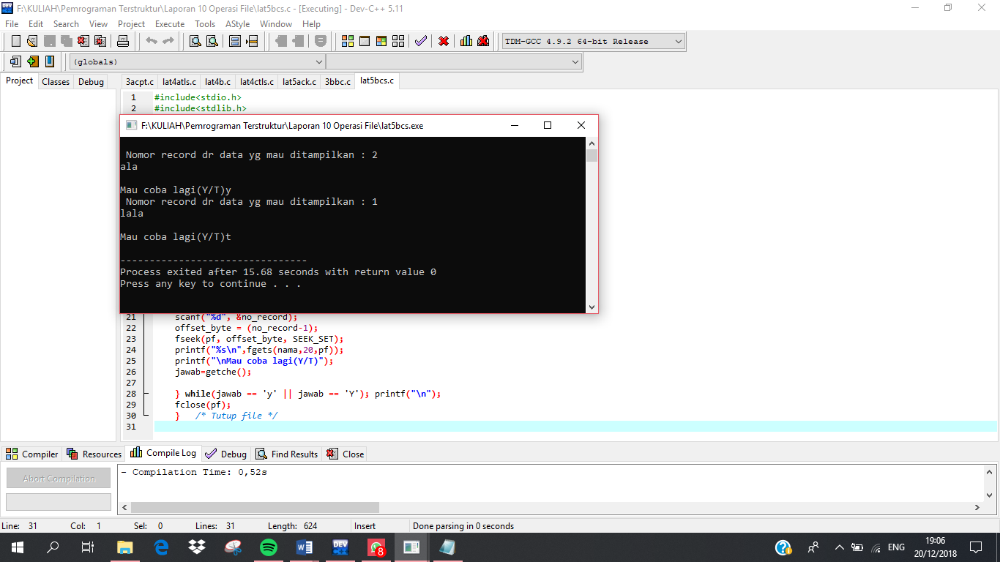 F:\KULIAH\Pemrograman Terstruktur\Laporan 10 Operasi File\lat5bcs.c - [Executing] - Dev-C++ 5.11
File Edit Search View Project Execute Tools AStyle Window Help
TDM-GCC 4.9.2 64-bit Release
(globals)
Project Classes Debug
3acpt.c lat4atls.c lat4b.c lat4ctls.c lat5ack.c 3bbc.c lat5bcs.c
1 #include<stdio.h>
2 #include<stdlib.h>
F:\KULIAH\Pemrograman Terstruktur\Laporan 10 Operasi File\lat5bcs.exe
Nomor record dr data yg mau ditampilkan : 2
ala
Mau coba lagi(Y/T)y
Nomor record dr data yg mau ditampilkan : 1
lala
Mau coba lagi(Y/T)t
--------------------------------
Process exited after 15.68 seconds with return value 0
Press any key to continue . . .
21 scanf("%d", &no_record);
22 offset_byte = (no_record-1);
23 fseek(pf, offset_byte, SEEK_SET);
24 printf("%s\n",fgets(nama,20,pf));
25 printf("\nMau coba lagi(Y/T)");
26 jawab=getche();
27
28 } while(jawab == 'y' || jawab == 'Y'); printf("\n");
29 fclose(pf);
30 } /* Tutup file */
31
Compiler Resources Compile Log Debug Find Results Close
Abort Compilation
- Compilation Time: 0,52s
Line: 31 Col: 1 Sel: 0 Lines: 31 Length: 624 Insert Done parsing in 0 seconds
DEV
8
ENG
19:06
20/12/2018